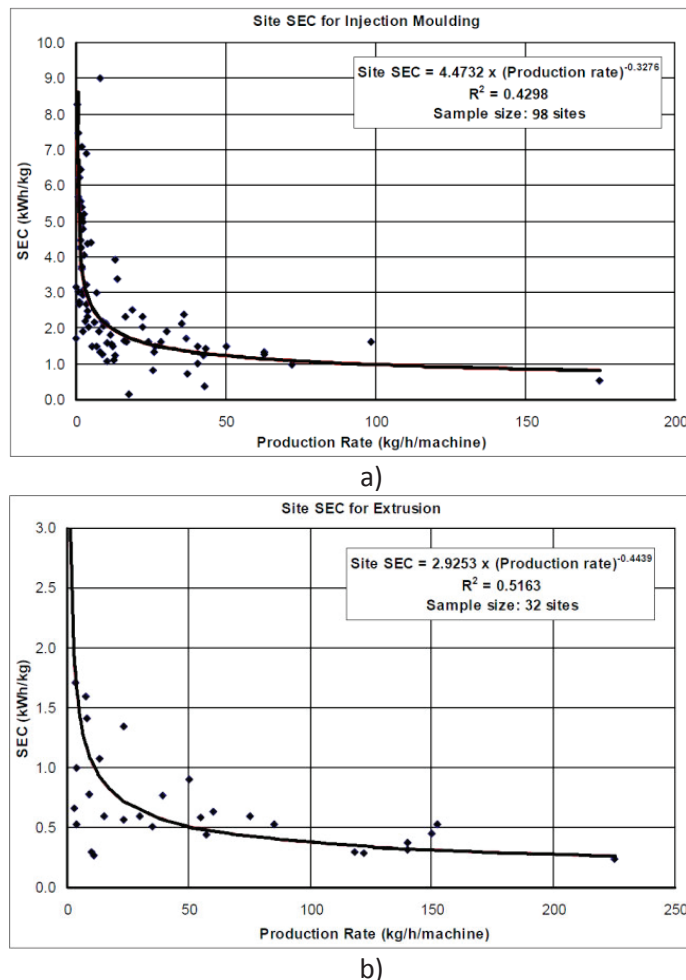 Site SEC for Injection Moulding
Site SEC = 4.4732 x (Production rate)^-0.3276
R² = 0.4298
Sample size: 98 sites
SEC (kWh/kg)
10.0
9.0
8.0
7.0
6.0
5.0
4.0
3.0
2.0
1.0
0.0
0 50 100 150 200
Production Rate (kg/h/machine)
a)
Site SEC for Extrusion
Site SEC = 2.9253 x (Production rate)^-0.4439
R² = 0.5163
Sample size: 32 sites
SEC (kWh/kg)
3.0
2.5
2.0
1.5
1.0
0.5
0.0
0 50 100 150 200 250
Production Rate (kg/h/machine)
b)